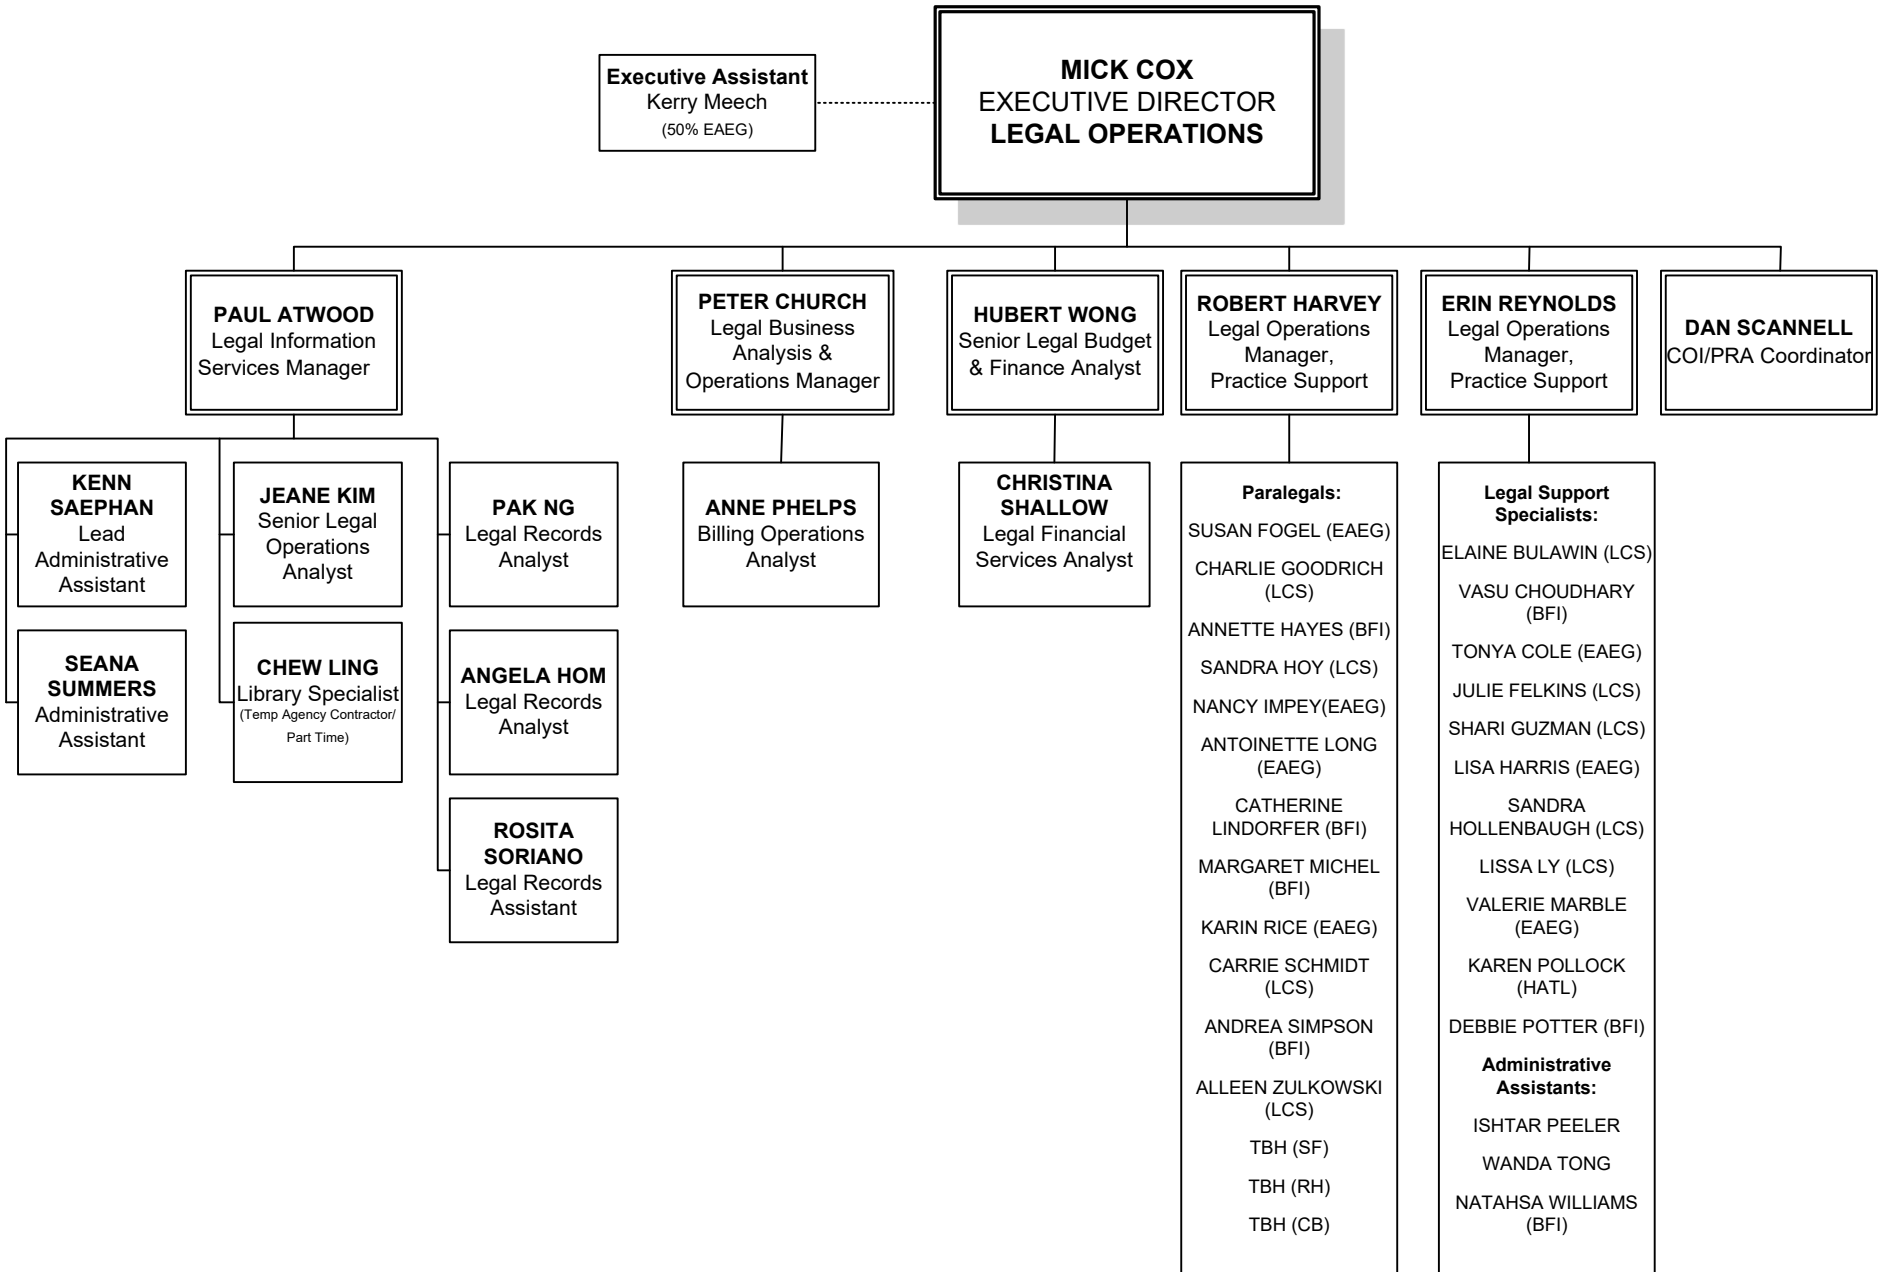 Executive Assistant
Kerry Meech
(50% EAEG)
MICK COX
EXECUTIVE DIRECTOR
LEGAL OPERATIONS
PAUL ATWOOD
Legal Information
Services Manager
PETER CHURCH
Legal Business
Analysis &
Operations Manager
HUBERT WONG
Senior Legal Budget
& Finance Analyst
ROBERT HARVEY
Legal Operations
Manager,
Practice Support
ERIN REYNOLDS
Legal Operations
Manager,
Practice Support
DAN SCANNELL
COI/PRA Coordinator
KENN
SAEPHAN
Lead
Administrative
Assistant
JEANE KIM
Senior Legal
Operations
Analyst
PAK NG
Legal Records
Analyst
ANNE PHELPS
Billing Operations
Analyst
CHRISTINA
SHALLOW
Legal Financial
Services Analyst
SEANA
SUMMERS
Administrative
Assistant
CHEW LING
Library Specialist
(Temp Agency Contractor/
Part Time)
ANGELA HOM
Legal Records
Analyst
ROSITA
SORIANO
Legal Records
Assistant
Paralegals:
SUSAN FOGEL (EAEG)
CHARLIE GOODRICH
(LCS)
ANNETTE HAYES (BFI)
SANDRA HOY (LCS)
NANCY IMPEY(EAEG)
ANTOINETTE LONG
(EAEG)
CATHERINE
LINDORFER (BFI)
MARGARET MICHEL
(BFI)
KARIN RICE (EAEG)
CARRIE SCHMIDT
(LCS)
ANDREA SIMPSON
(BFI)
ALLEEN ZULKOWSKI
(LCS)
TBH (SF)
TBH (RH)
TBH (CB)
Legal Support
Specialists:
ELAINE BULAWIN (LCS)
VASU CHOUDHARY
(BFI)
TONYA COLE (EAEG)
JULIE FELKINS (LCS)
SHARI GUZMAN (LCS)
LISA HARRIS (EAEG)
SANDRA
HOLLENBAUGH (LCS)
LISSA LY (LCS)
VALERIE MARBLE
(EAEG)
KAREN POLLOCK
(HATL)
DEBBIE POTTER (BFI)
Administrative
Assistants:
ISHTAR PEELER
WANDA TONG
NATAHSA WILLIAMS
(BFI)